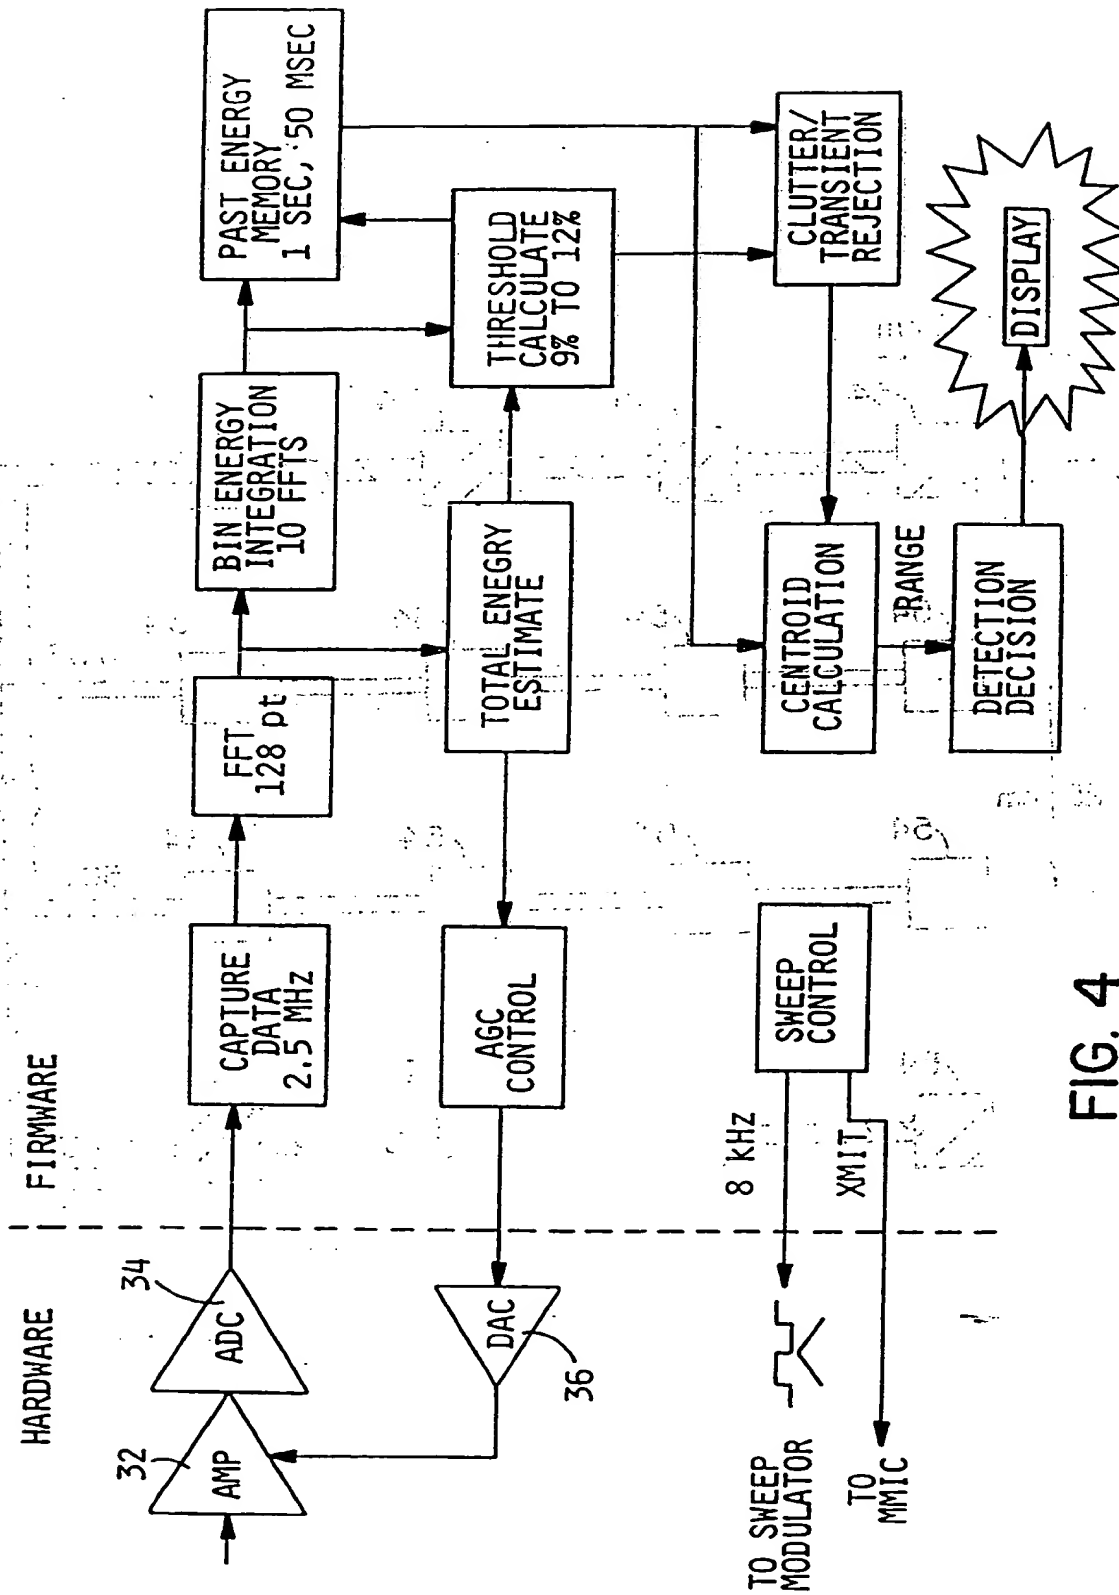 HARDWARE
FIRMWARE
32
AMP
34
ADC
CAPTURE
DATA
2.5 MHz
FFT
128 pt
BIN ENERGY
INTEGRATION
10 FFTS
PAST ENERGY
MEMORY
1 SEC, 50 MSEC
DAC
36
AGC
CONTROL
TOTAL ENEGRY
ESTIMATE
THRESHOLD
CALCULATE
9% TO 12%
TO SWEEP
MODULATOR
8 kHz
TO
MMIC
XMIT
SWEEP
CONTROL
CENTROID
CALCULATION
CLUTTER/
TRANSIENT
REJECTION
RANGE
DETECTION
DECISION
DISPLAY
FIG. 4